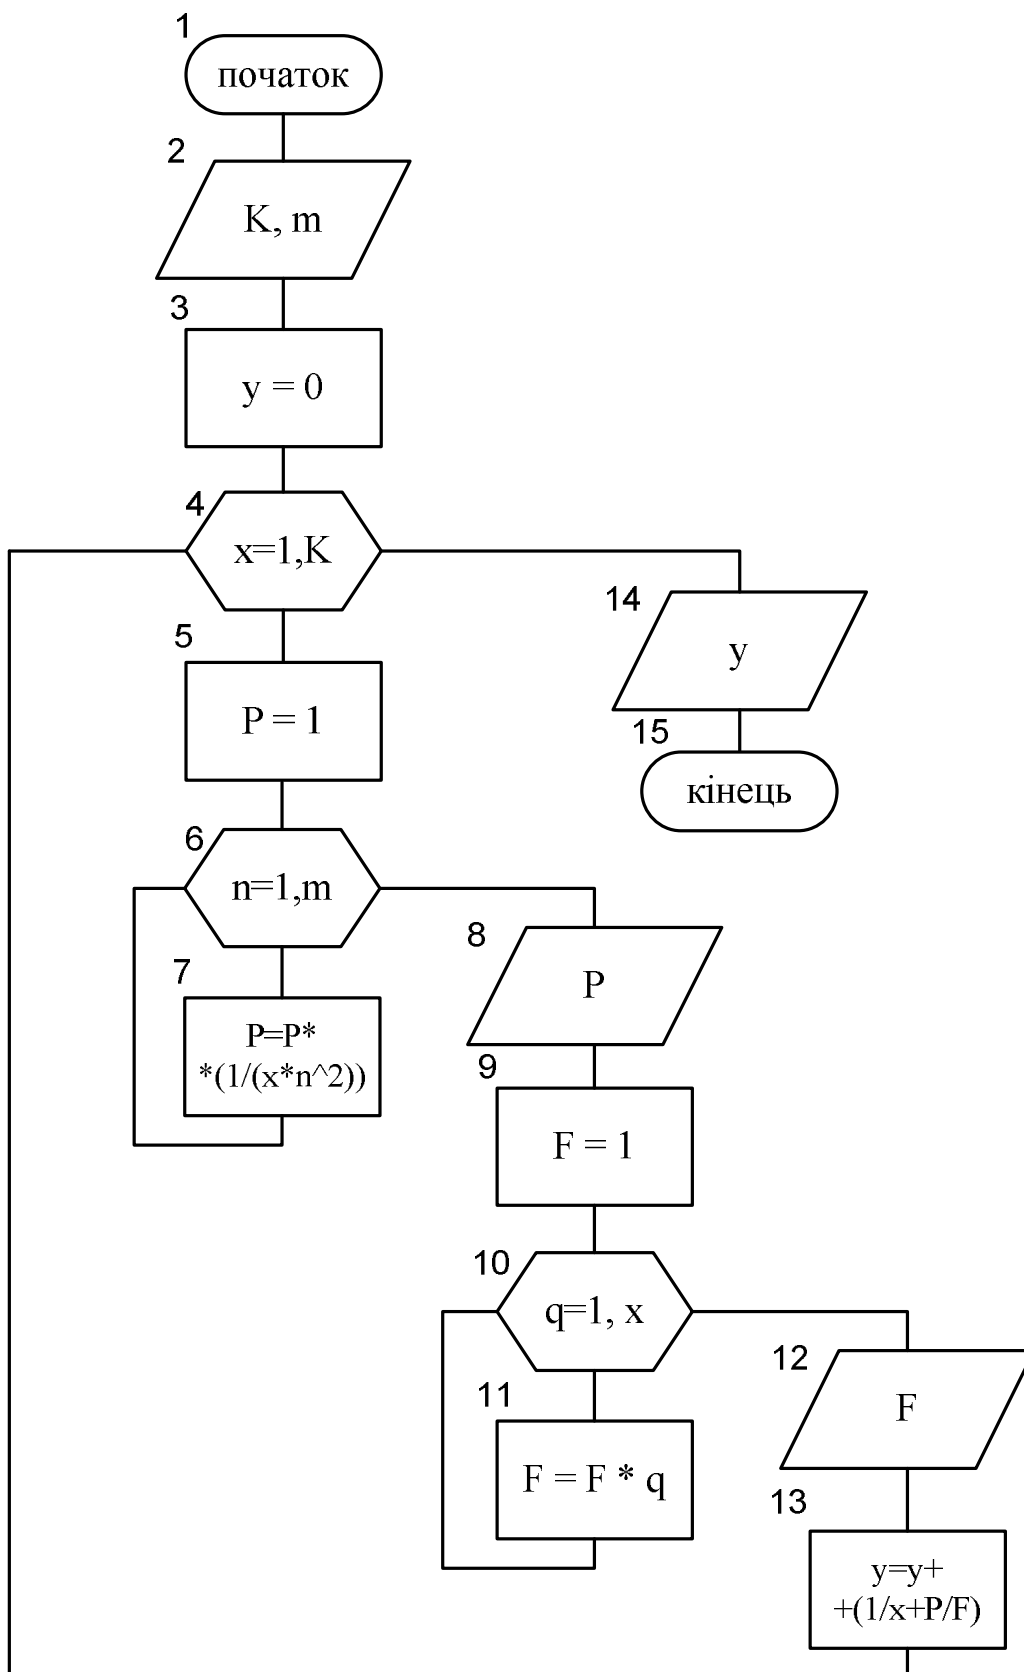 1
початок
2
K, m
3
y = 0
4
x=1,K
5
P = 1
6
n=1,m
7
P=P*
*(1/(x*n^2))
8
P
9
F = 1
10
q=1, x
11
F = F * q
12
F
13
y=y+
+(1/x+P/F)
14
y
15
кінець